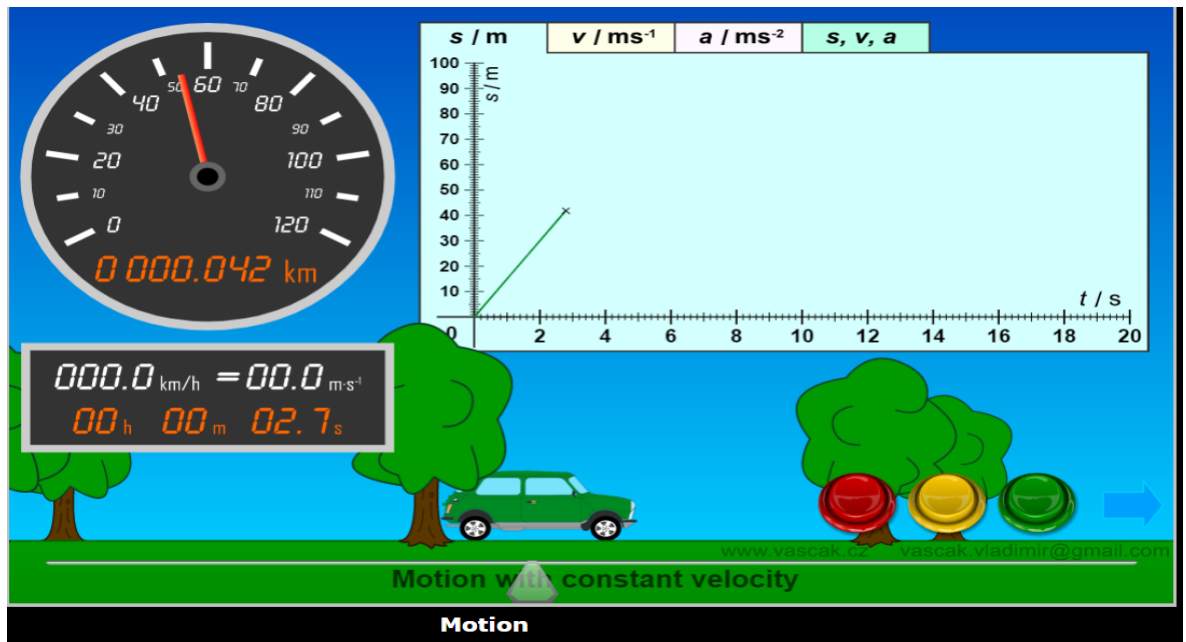 s / m
v / ms-1
a / ms-2
s, v, a
0
10
20
30
40
50
60
70
80
90
100
110
120
0 000.042 km
100
90
80
70
60
50
40
30
20
10
s / m
0
2
4
6
8
10
12
14
16
18
20
t / s
000.0 km/h = 00.0 m·s-1
00 h 00 m 02.7 s
www.vascak.cz vascak.vladimir@gmail.com
Motion with constant velocity
Motion